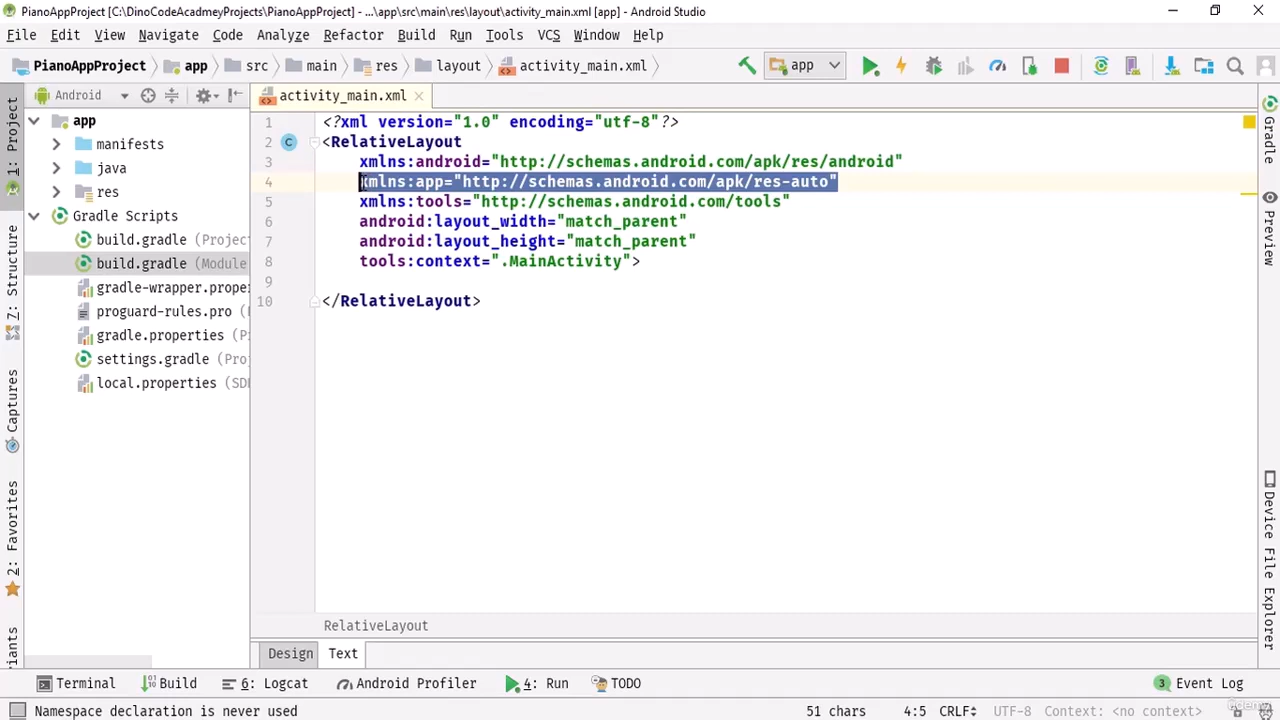 PianoAppProject [C:\DinoCodeAcadmeyProjects\PianoAppProject] - ...\app\src\main\res\layout\activity_main.xml [app] - Android Studio
File Edit View Navigate Code Analyze Refactor Build Run Tools VCS Window Help
PianoAppProject app src main res layout activity_main.xml app
1: Project
Android
activity_main.xml
app
manifests
java
res
Gradle Scripts
build.gradle (Project
build.gradle (Module
gradle-wrapper.prope
proguard-rules.pro (
gradle.properties (P
settings.gradle (Pro
local.properties (SD
7: Structure
Captures
2: Favorites
1 <?xml version="1.0" encoding="utf-8"?>
2 <RelativeLayout
3 xmlns:android="http://schemas.android.com/apk/res/android"
4 xmlns:app="http://schemas.android.com/apk/res-auto"
5 xmlns:tools="http://schemas.android.com/tools"
6 android:layout_width="match_parent"
7 android:layout_height="match_parent"
8 tools:context=".MainActivity">
9
10 </RelativeLayout>
Gradle
Preview
Device File Explorer
RelativeLayout
Design Text
Terminal Build 6: Logcat Android Profiler 4: Run TODO 3 Event Log
Namespace declaration is never used 51 chars 4:5 CRLF UTF-8 Context: <no context>